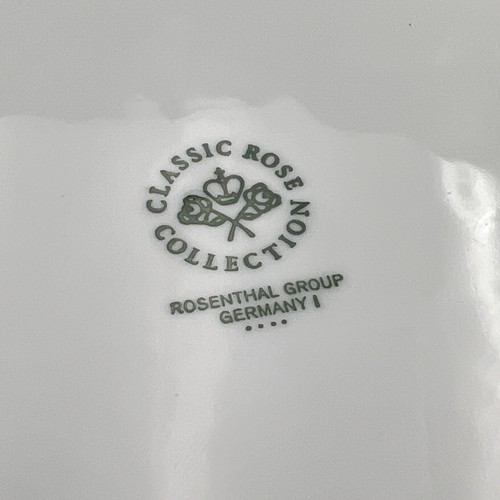 CLASSIC ROSE
COLLECTION
ROSENTHAL GROUP
GERMANY I